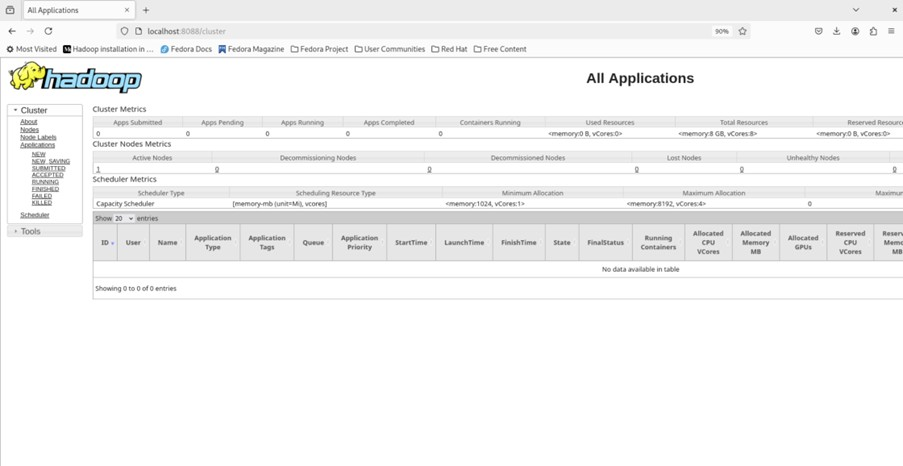 All Applications
localhost:8088/cluster
90%
Most Visited
Hadoop installation in ...
Fedora Docs
Fedora Magazine
Fedora Project
User Communities
Red Hat
Free Content
hadoop
All Applications
Cluster
About
Nodes
Node Labels
Applications
NEW
NEW_SAVING
SUBMITTED
ACCEPTED
RUNNING
FINISHED
FAILED
KILLED
Scheduler
Tools
Cluster Metrics
Apps Submitted Apps Pending Apps Running Apps Completed Containers Running Used Resources Total Resources Reserved Resourc
0 0 0 0 0 <memory:0 B, vCores:0> <memory:8 GB, vCores:8> <memory:0 B, vCores:0>
Cluster Nodes Metrics
Active Nodes Decommissioning Nodes Decommissioned Nodes Lost Nodes Unhealthy Nodes
1 0 0 0 0 0
Scheduler Metrics
Scheduler Type Scheduling Resource Type Minimum Allocation Maximum Allocation Maximum
Capacity Scheduler [memory-mb (unit=Mi), vcores] <memory:1024, vCores:1> <memory:8192, vCores:4> 0
Show 20 entries
ID User Name Application Type Application Tags Queue Application Priority StartTime LaunchTime FinishTime State FinalStatus Running Containers Allocated CPU VCores Allocated Memory MB Allocated GPUs Reserved CPU VCores Reserv Memo MB
No data available in table
Showing 0 to 0 of 0 entries